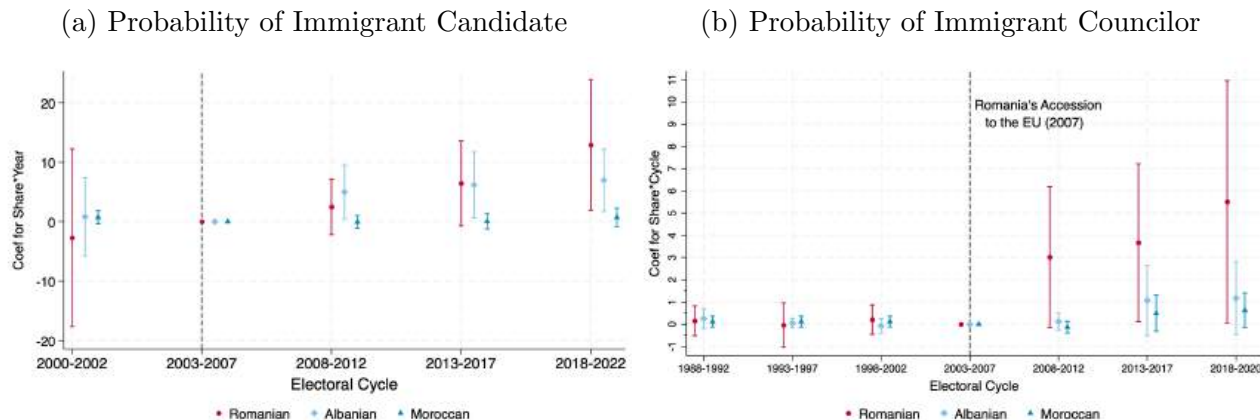 (a) Probability of Immigrant Candidate
Coef for Share*Year
20
10
0
-10
-20
2000-2002 2003-2007 2008-2012 2013-2017 2018-2022
Electoral Cycle
Romanian Albanian Moroccan
(b) Probability of Immigrant Councilor
Coef for Share*Cycle
11
10
9
8
7
6
5
4
3
2
1
0
-1
Romania's Accession
to the EU (2007)
1988-1992 1993-1997 1998-2002 2003-2007 2008-2012 2013-2017 2018-2020
Electoral Cycle
Romanian Albanian Moroccan